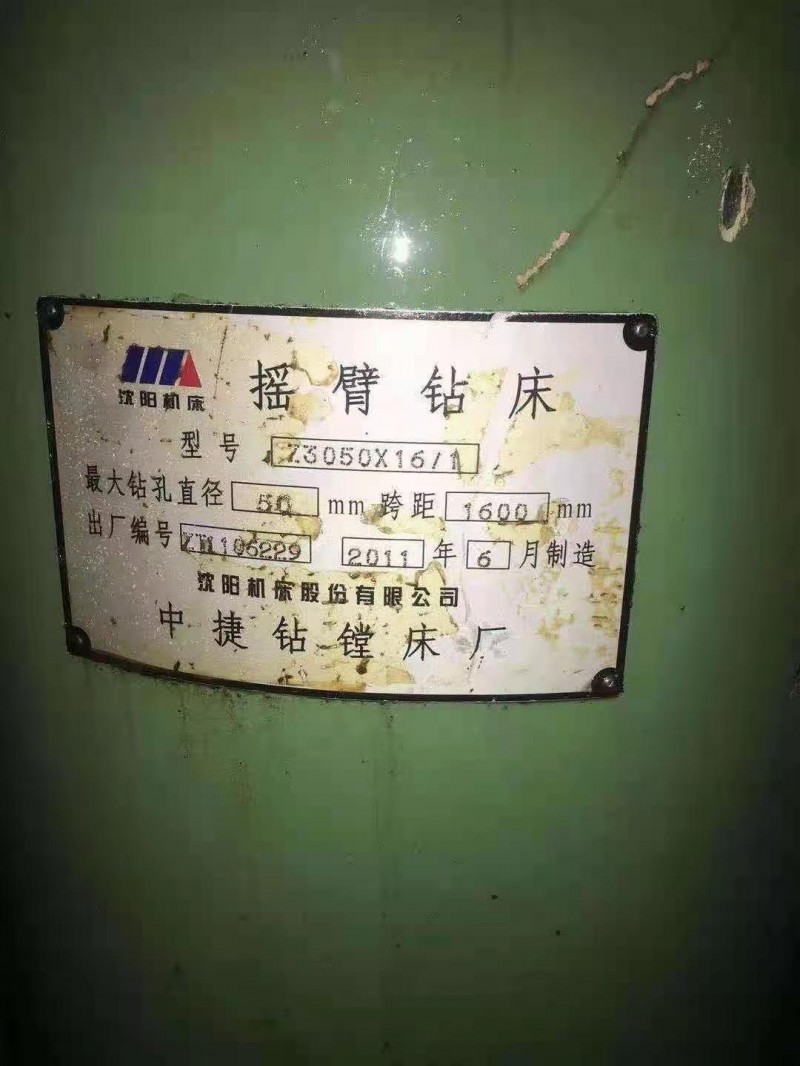 沈阳机床
摇臂钻床
型号 Z3050X16/1
最大钻孔直径 50 mm 跨距 1600 mm
出厂编号 ZM106229 2011 年 6 月制造
沈阳机床股份有限公司
中捷钻镗床厂